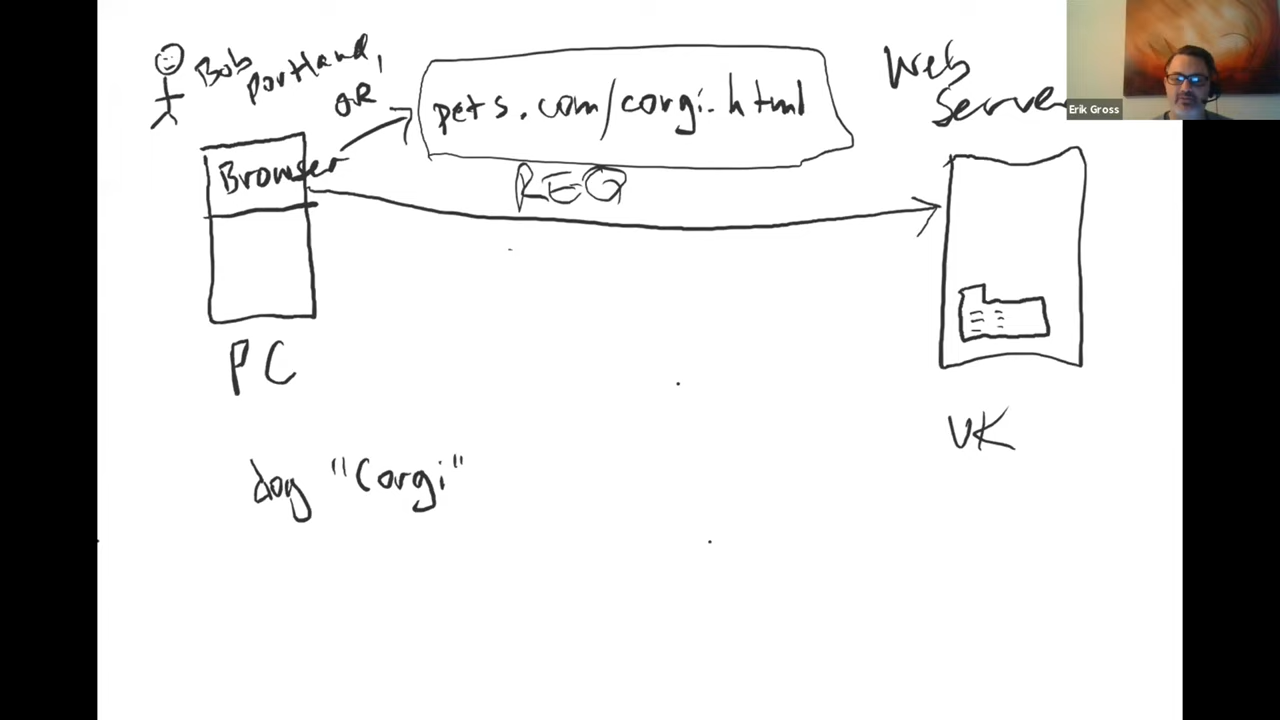 Bob
Portland,
OR
pets.com/corgi.html
Web
Server
Erik Gross
Browser
REQ
PC
UK
dog "Corgi"